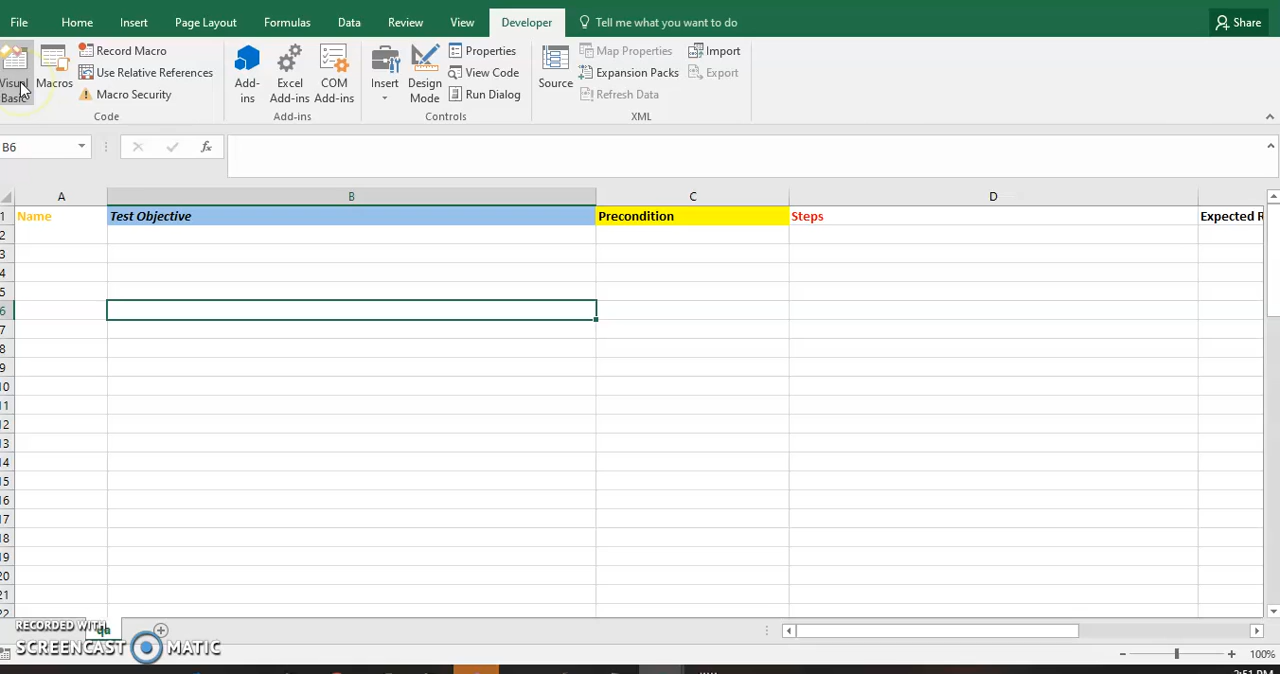 File Home Insert Page Layout Formulas Data Review View Developer Tell me what you want to do Share
Visual Basic
Macros
Record Macro
Use Relative References
Macro Security
Code
Add-ins
Excel Add-ins
COM Add-ins
Add-ins
Insert
Design Mode
Properties
View Code
Run Dialog
Controls
Source
Map Properties
Expansion Packs
Refresh Data
Import
Export
XML
B6 fx
A B C D
1 Name Test Objective Precondition Steps Expected R
2
3
4
5
6
7
8
9
10
11
12
13
14
15
16
17
18
19
20
21
22
RECORDED WITH
SCREENCAST MATIC
100%
2:51 PM